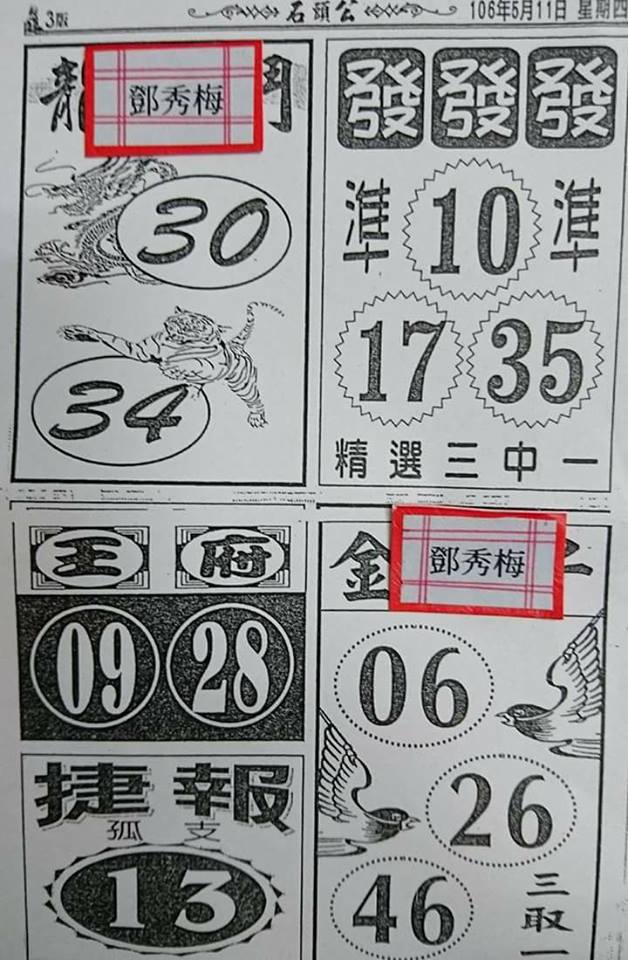 3版 石頭公 106年5月11日 星期四
龍 鄧秀梅 門
30
34
發發發
準 10 準
17 35
精選三中一
王府
09 28
捷報
孤支
13
金 鄧秀梅
06
26
46
三取一